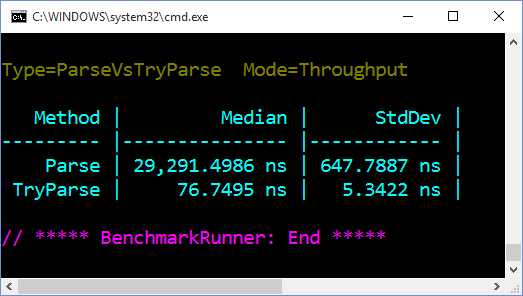 C:\WINDOWS\system32\cmd.exe
Type=ParseVsTryParse  Mode=Throughput
   Method |          Median |      StdDev |
--------- |---------------- |------------ |
    Parse | 29,291.4986 ns | 647.7887 ns |
 TryParse |     76.7495 ns |   5.3422 ns |
// ***** BenchmarkRunner: End *****